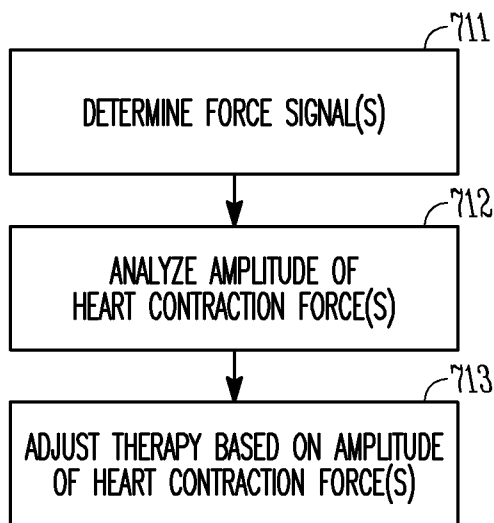 711
DETERMINE FORCE SIGNAL(S)
712
ANALYZE AMPLITUDE OF
HEART CONTRACTION FORCE(S)
713
ADJUST THERAPY BASED ON AMPLITUDE
OF HEART CONTRACTION FORCE(S)